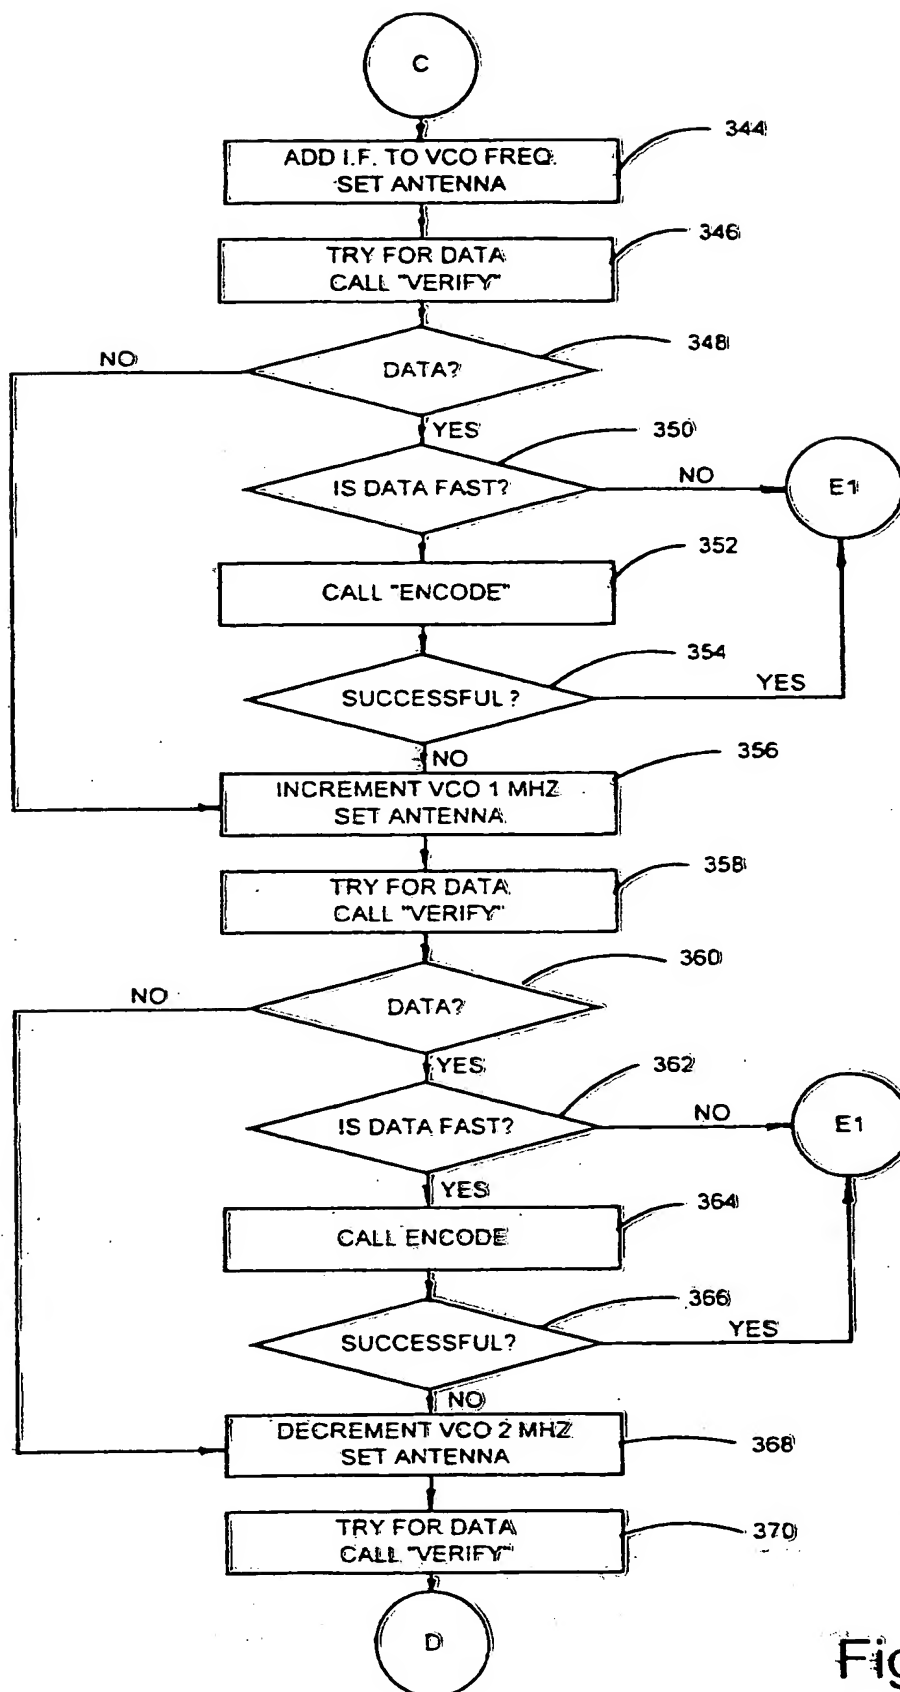 C
ADD I.F. TO VCO FREQ.
SET ANTENNA
344
TRY FOR DATA
CALL "VERIFY"
346
DATA?
348
NO
YES
IS DATA FAST?
350
NO
E1
CALL "ENCODE"
352
SUCCESSFUL?
354
YES
NO
INCREMENT VCO 1 MHZ
SET ANTENNA
356
TRY FOR DATA
CALL "VERIFY"
358
DATA?
360
NO
YES
IS DATA FAST?
362
NO
E1
YES
CALL ENCODE
364
SUCCESSFUL?
366
YES
NO
DECREMENT VCO 2 MHZ
SET ANTENNA
368
TRY FOR DATA
CALL "VERIFY"
370
D
Fig